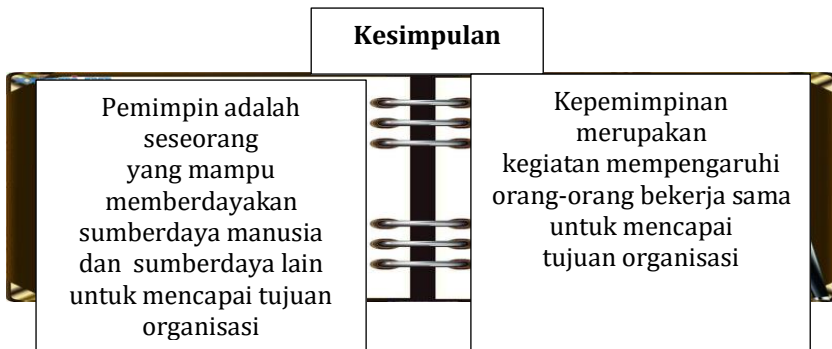 Kesimpulan
Pemimpin adalah
seseorang
yang mampu
memberdayakan
sumberdaya manusia
dan sumberdaya lain
untuk mencapai tujuan
organisasi
Kepemimpinan
merupakan
kegiatan mempengaruhi
orang-orang bekerja sama
untuk mencapai
tujuan organisasi